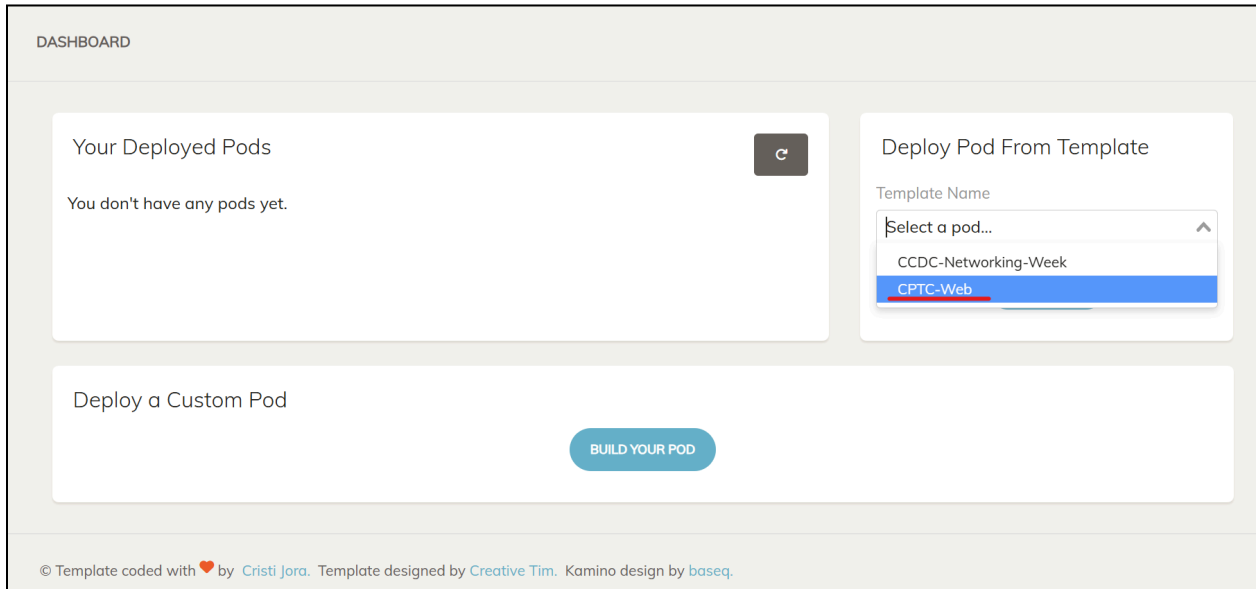 DASHBOARD
Your Deployed Pods
You don't have any pods yet.
Deploy Pod From Template
Template Name
Select a pod...
CCDC-Networking-Week
CPTC-Web
Deploy a Custom Pod
BUILD YOUR POD
© Template coded with ❤ by Cristi Jora. Template designed by Creative Tim. Kamino design by baseq.